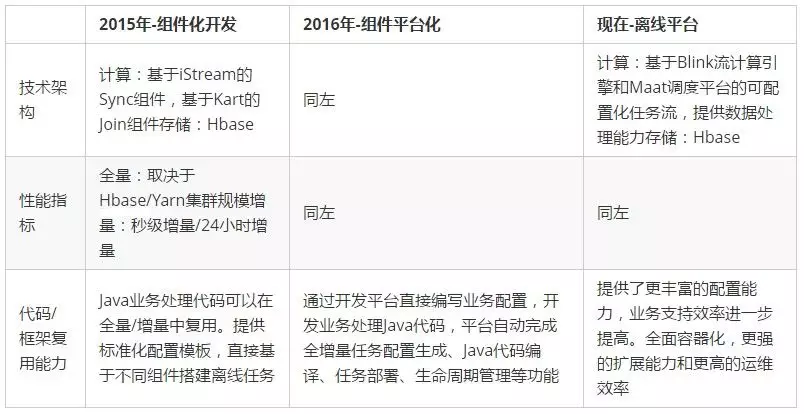 2015年-组件化开发
2016年-组件平台化
现在-离线平台
技术架
构
计算：基于iStream的
Sync组件，基于Kart的
Join组件存储：Hbase
同左
计算：基于Blink流计算引
擎和Maat调度平台的可配
置化任务流，提供数据处
理能力存储：Hbase
性能指
标
全量：取决于
Hbase/Yarn集群规模增
量：秒级增量/24小时增
量
同左
同左
代码/
框架复
用能力
Java业务处理代码可以在
全量/增量中复用。提供
标准化配置模板，直接基
于不同组件搭建离线任务
通过开发平台直接编写业务配置，开
发业务处理Java代码，平台自动完成
全增量任务配置生成、Java代码编
译、任务部署、生命周期管理等功能
提供了更丰富的配置能
力，业务支持效率进一步
提高。全面容器化，更强
的扩展能力和更高的运维
效率